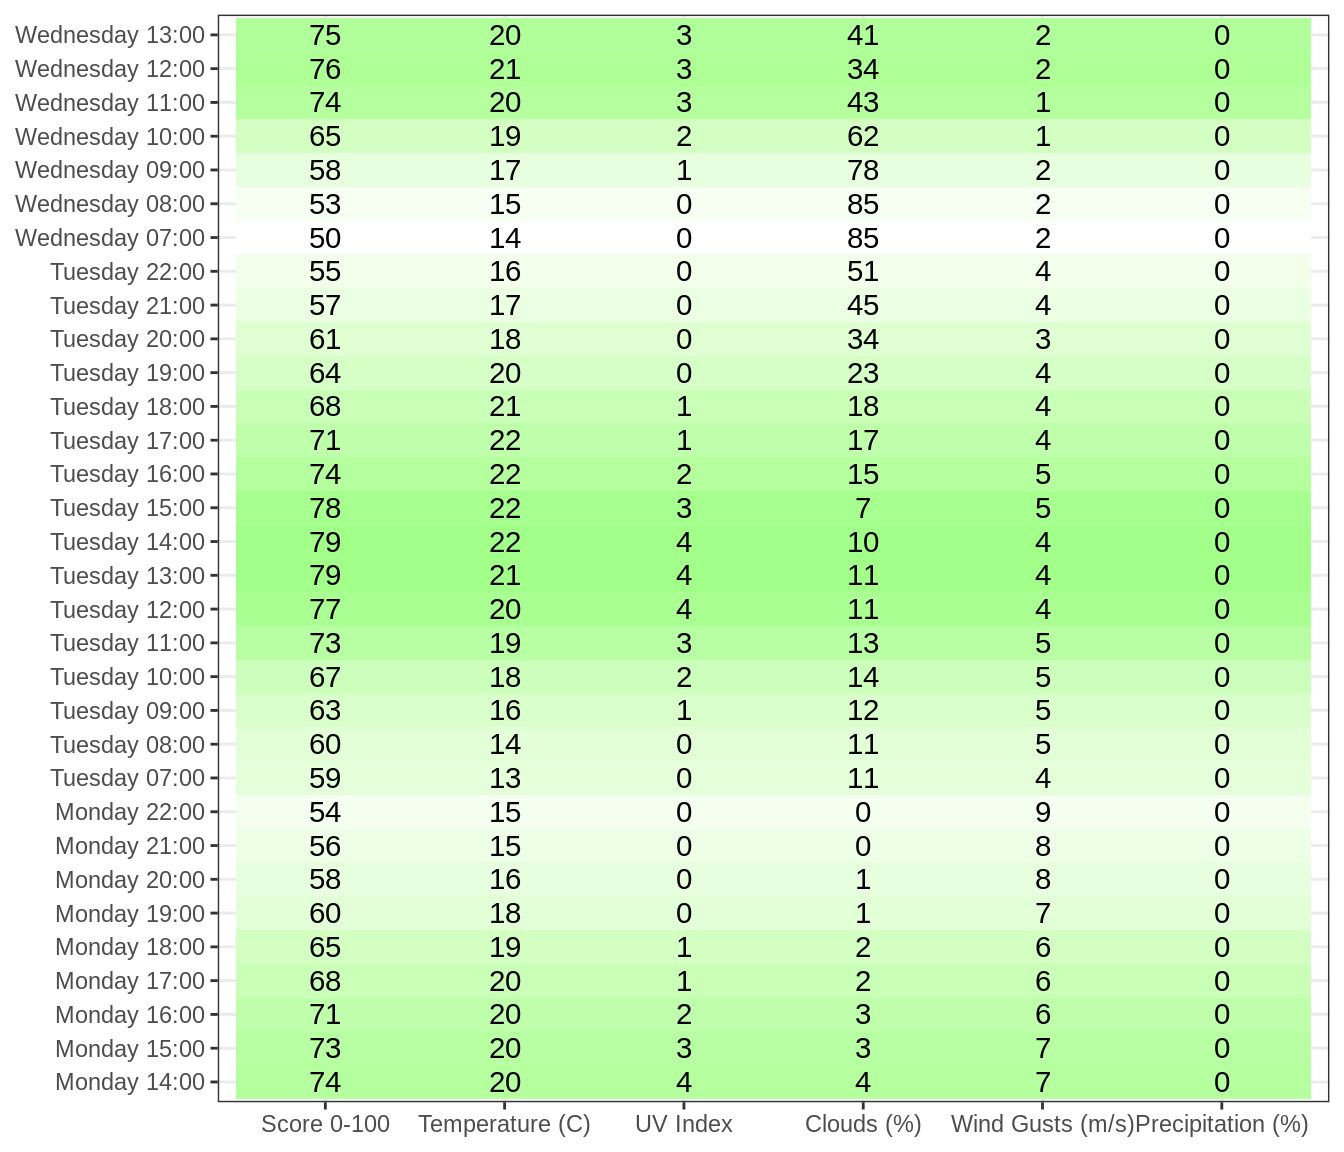 Wednesday 13:00 75 20 3 41 2 0
Wednesday 12:00 76 21 3 34 2 0
Wednesday 11:00 74 20 3 43 1 0
Wednesday 10:00 65 19 2 62 1 0
Wednesday 09:00 58 17 1 78 2 0
Wednesday 08:00 53 15 0 85 2 0
Wednesday 07:00 50 14 0 85 2 0
Tuesday 22:00 55 16 0 51 4 0
Tuesday 21:00 57 17 0 45 4 0
Tuesday 20:00 61 18 0 34 3 0
Tuesday 19:00 64 20 0 23 4 0
Tuesday 18:00 68 21 1 18 4 0
Tuesday 17:00 71 22 1 17 4 0
Tuesday 16:00 74 22 2 15 5 0
Tuesday 15:00 78 22 3 7 5 0
Tuesday 14:00 79 22 4 10 4 0
Tuesday 13:00 79 21 4 11 4 0
Tuesday 12:00 77 20 4 11 4 0
Tuesday 11:00 73 19 3 13 5 0
Tuesday 10:00 67 18 2 14 5 0
Tuesday 09:00 63 16 1 12 5 0
Tuesday 08:00 60 14 0 11 5 0
Tuesday 07:00 59 13 0 11 4 0
Monday 22:00 54 15 0 0 9 0
Monday 21:00 56 15 0 0 8 0
Monday 20:00 58 16 0 1 8 0
Monday 19:00 60 18 0 1 7 0
Monday 18:00 65 19 1 2 6 0
Monday 17:00 68 20 1 2 6 0
Monday 16:00 71 20 2 3 6 0
Monday 15:00 73 20 3 3 7 0
Monday 14:00 74 20 4 4 7 0
Score 0-100 Temperature (C) UV Index Clouds (%) Wind Gusts (m/s) Precipitation (%)